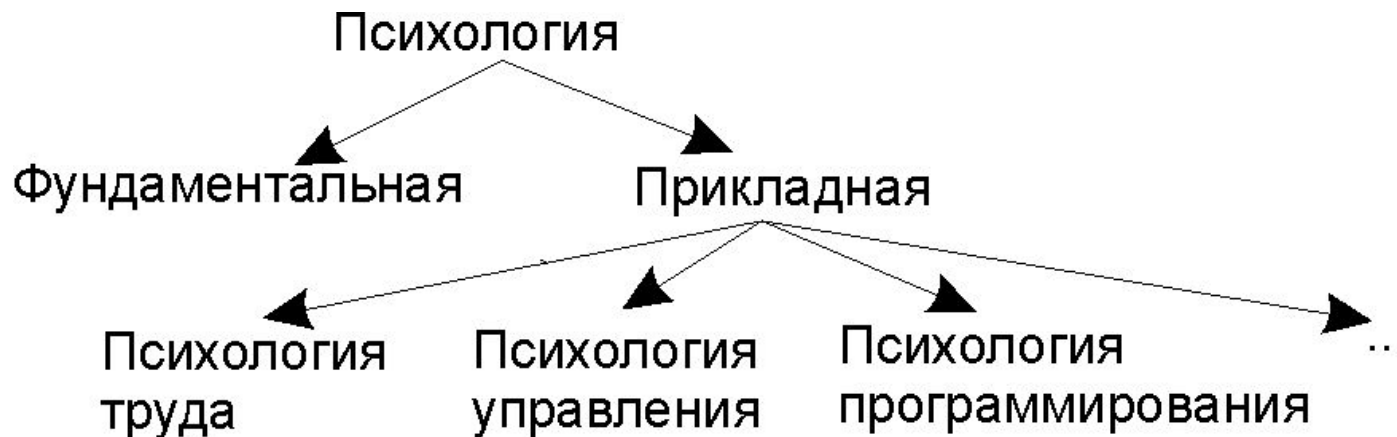 Психология
Фундаментальная
Прикладная
Психология
труда
Психология
управления
Психология
программирования
..